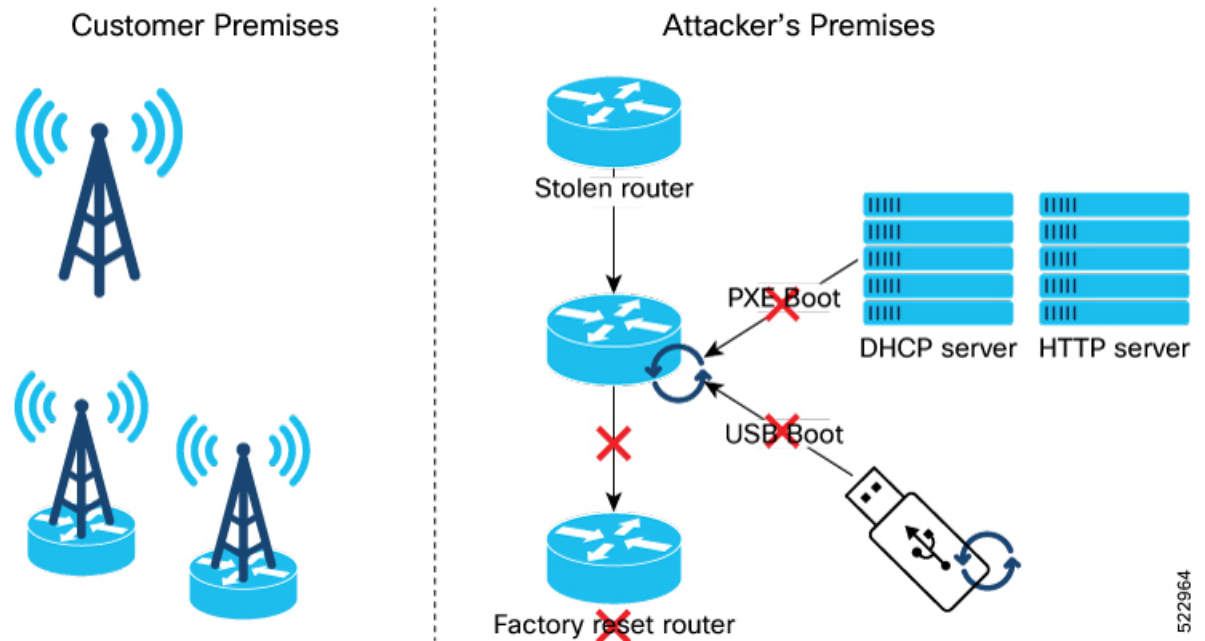 Customer Premises
Attacker's Premises
Stolen router
PXE Boot
DHCP server
HTTP server
USB Boot
Factory reset router
522964